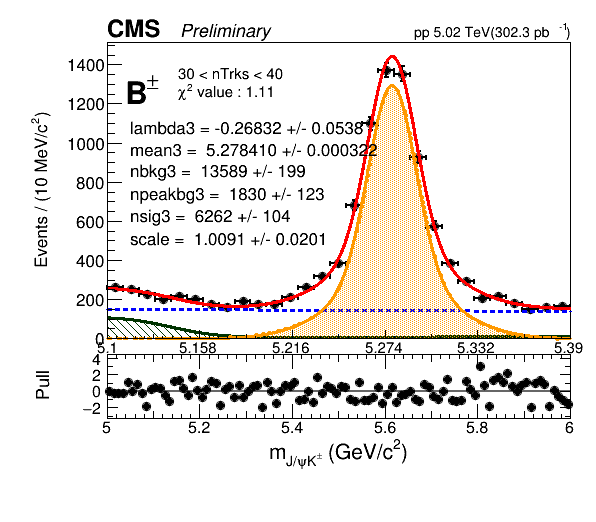 CMS Preliminary pp 5.02 TeV(302.3 pb⁻¹)
B± 30 < nTrks < 40
χ² value : 1.11
lambda3 = -0.26832 +/- 0.0538
mean3 = 5.278410 +/- 0.000322
nbkg3 = 13589 +/- 199
npeakbg3 = 1830 +/- 123
nsig3 = 6262 +/- 104
scale = 1.0091 +/- 0.0201
Events / (10 MeV/c²)
1400
1200
1000
800
600
400
200
0
5.1 5.158 5.216 5.274 5.332 5.39
Pull
4
2
0
−2
5 5.2 5.4 5.6 5.8 6
m_J/ψK± (GeV/c²)